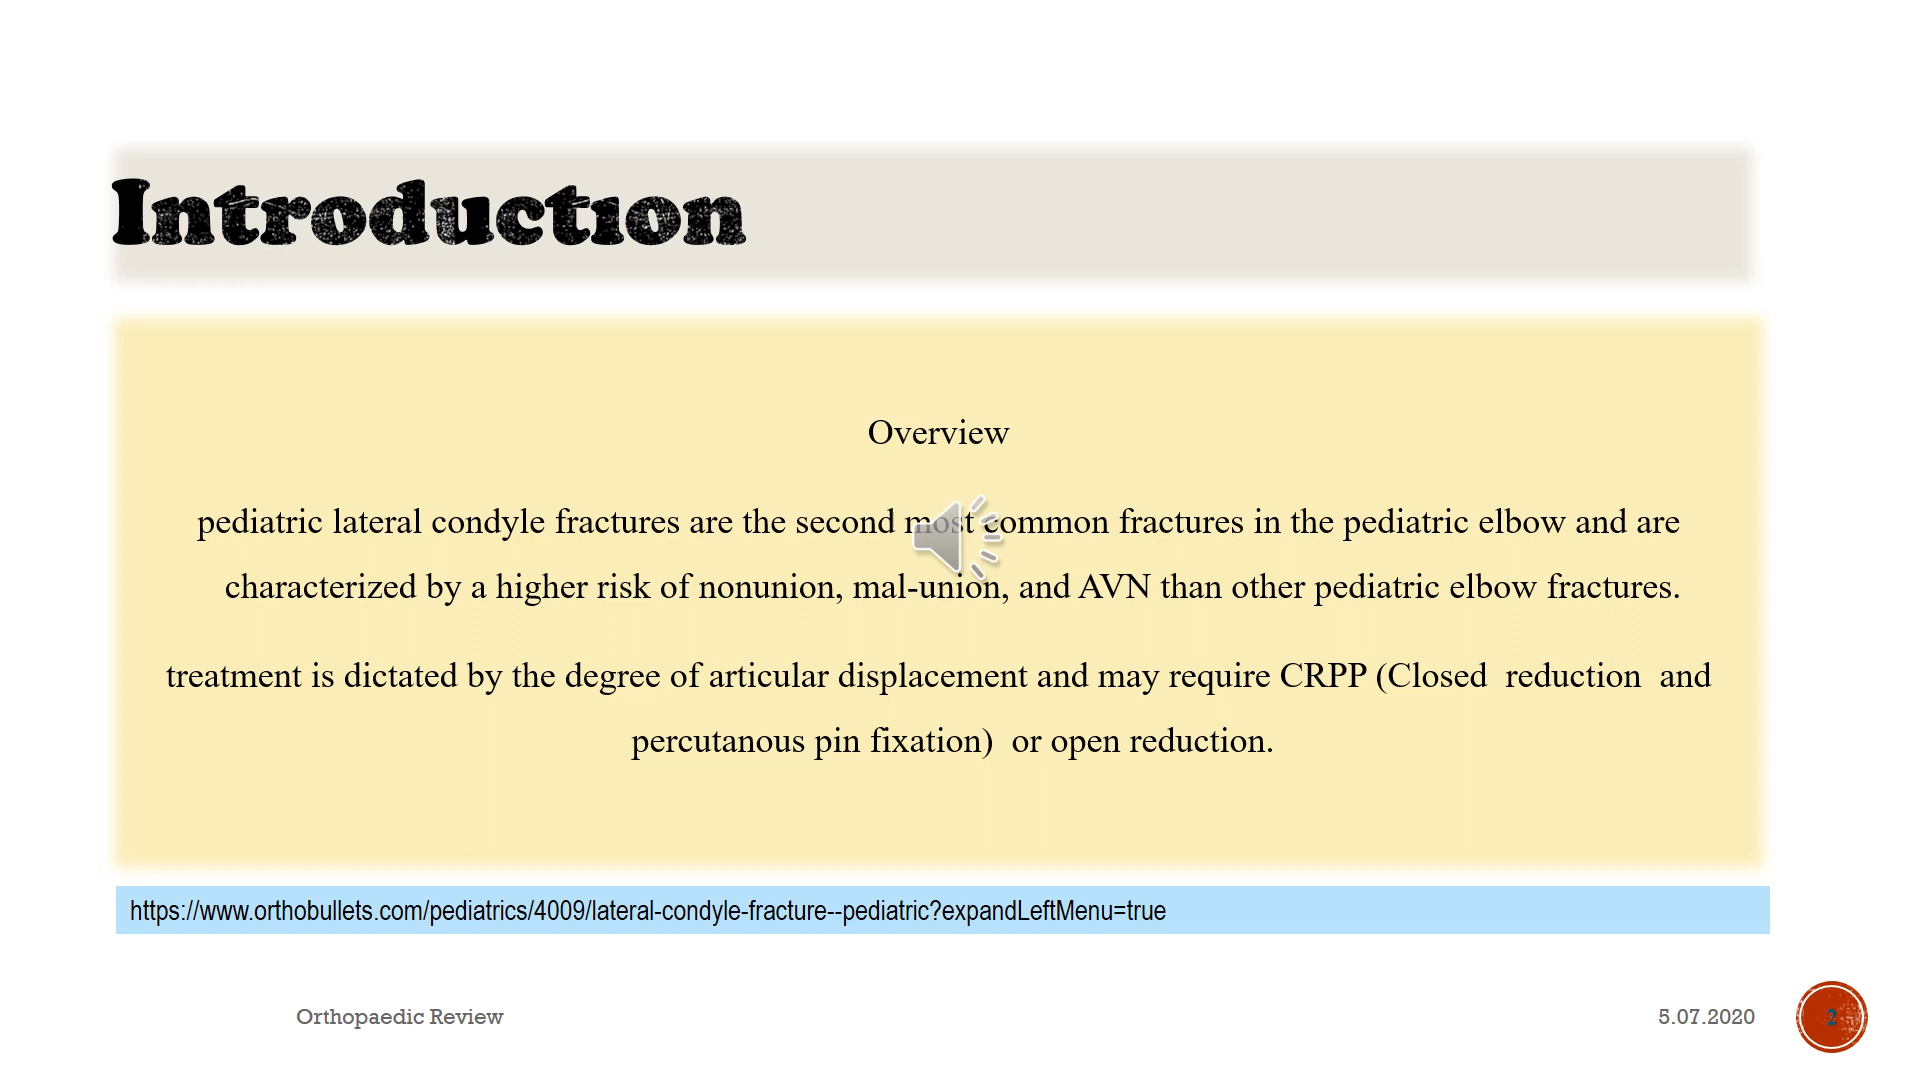 Introduction
Overview
pediatric lateral condyle fractures are the second most common fractures in the pediatric elbow and are
characterized by a higher risk of nonunion, mal-union, and AVN than other pediatric elbow fractures.
treatment is dictated by the degree of articular displacement and may require CRPP (Closed  reduction  and
percutanous pin fixation)  or open reduction.
https://www.orthobullets.com/pediatrics/4009/lateral-condyle-fracture--pediatric?expandLeftMenu=true
Orthopaedic Review
5.07.2020
2